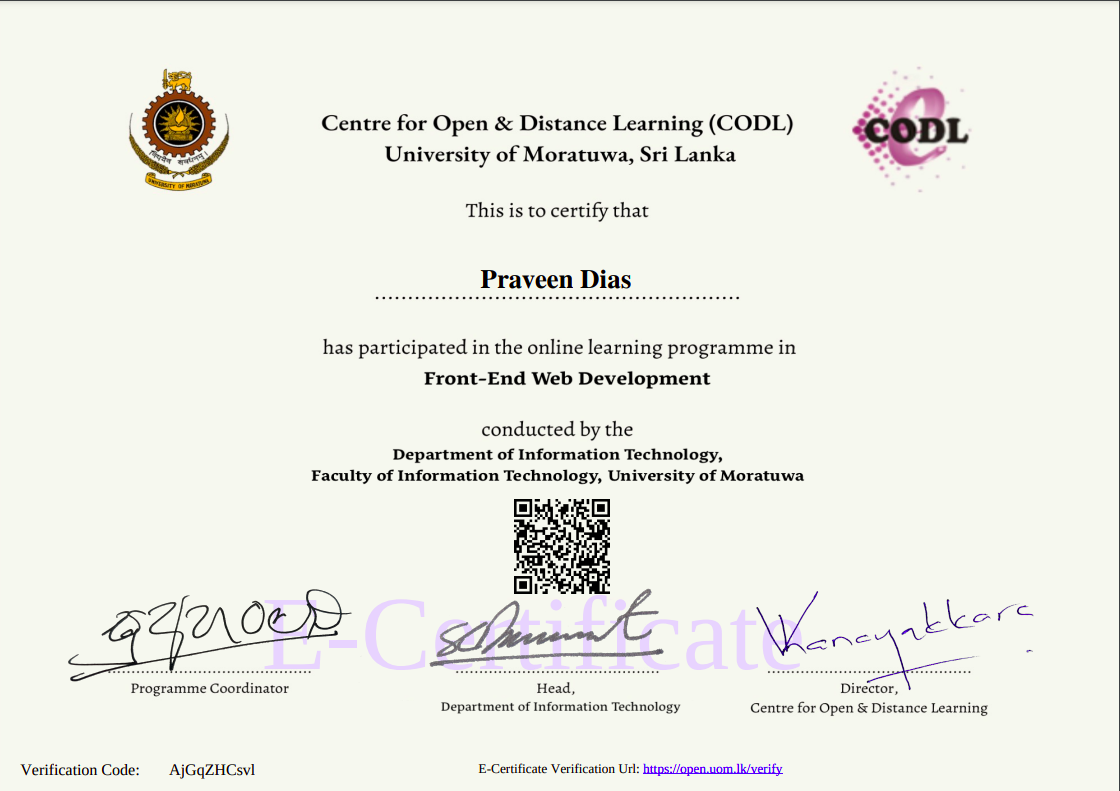 Centre for Open & Distance Learning (CODL)
University of Moratuwa, Sri Lanka
UNIVERSITY OF MORATUWA
CODL
This is to certify that
Praveen Dias
has participated in the online learning programme in
Front-End Web Development
conducted by the
Department of Information Technology,
Faculty of Information Technology, University of Moratuwa
E-Certificate
Programme Coordinator
Head,
Department of Information Technology
Director,
Centre for Open & Distance Learning
Verification Code: AjGqZHCsvl
E-Certificate Verification Url: https://open.uom.lk/verify